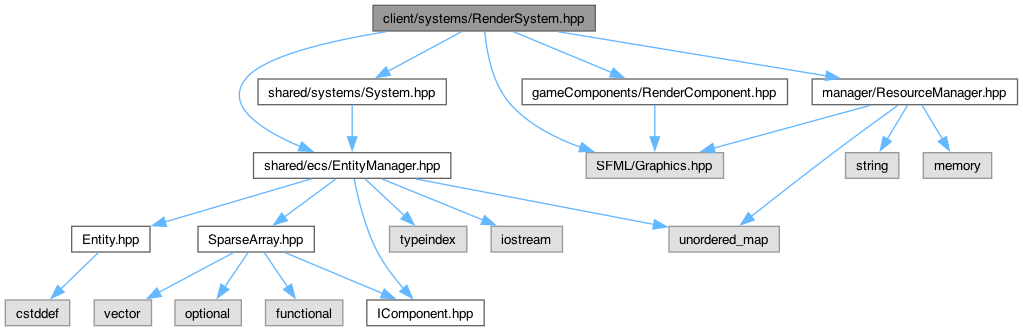 client/systems/RenderSystem.hpp
shared/systems/System.hpp
gameComponents/RenderComponent.hpp
manager/ResourceManager.hpp
shared/ecs/EntityManager.hpp
SFML/Graphics.hpp
string
memory
Entity.hpp
SparseArray.hpp
typeindex
iostream
unordered_map
cstddef
vector
optional
functional
IComponent.hpp